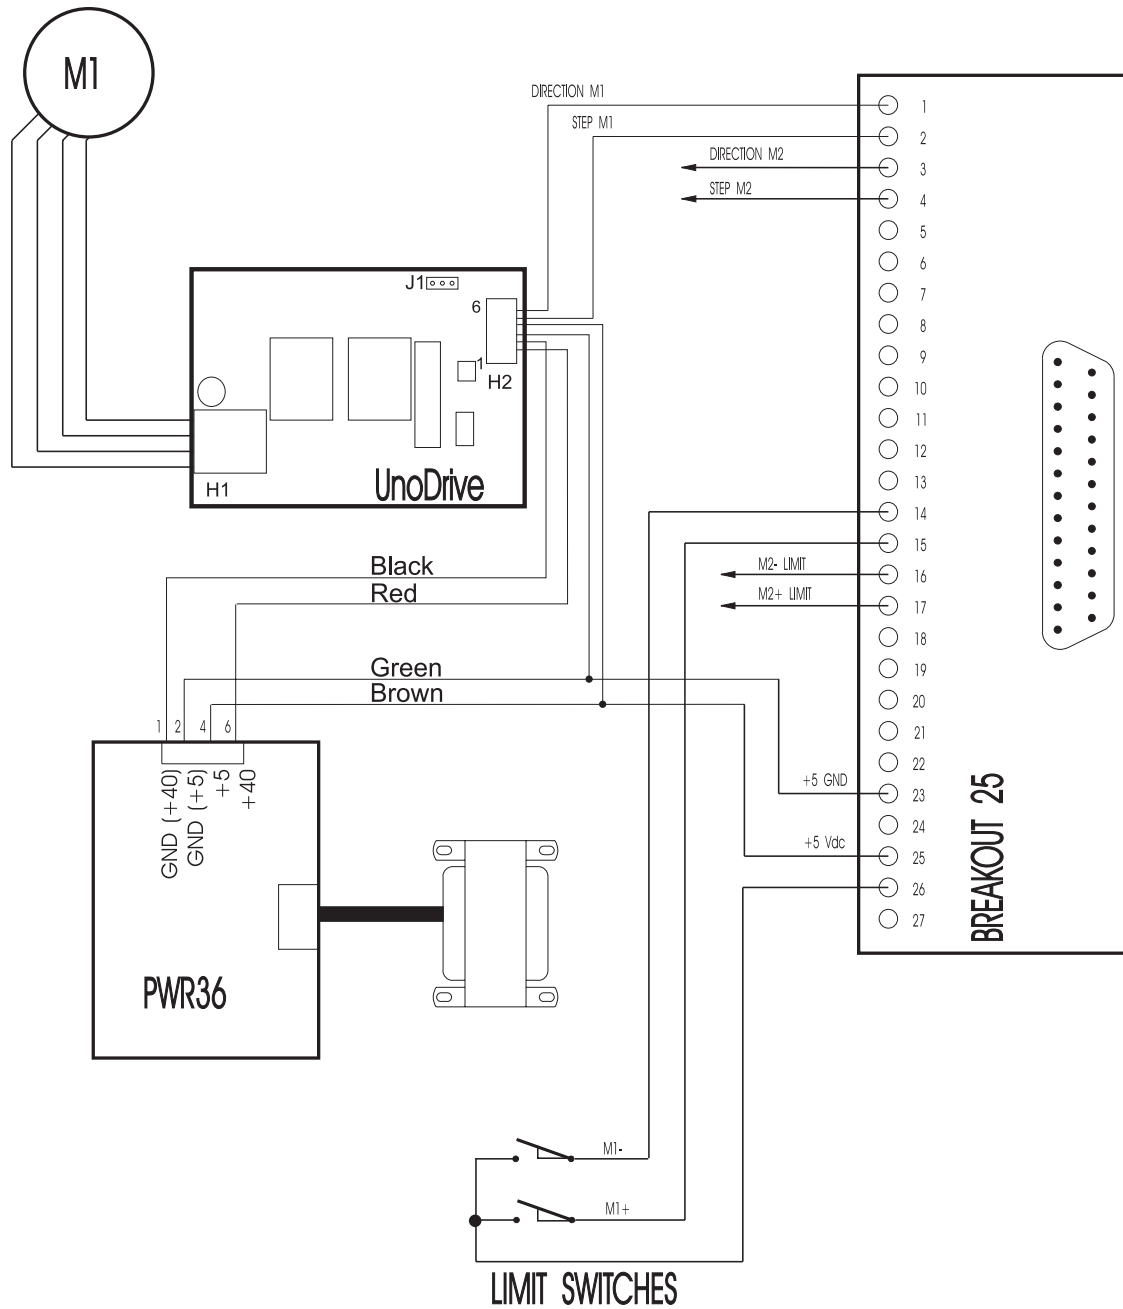 M1
DIRECTION M1
STEP M1
DIRECTION M2
STEP M2
1
2
3
4
5
6
7
8
9
10
11
12
13
14
15
16
17
18
19
20
21
22
23
24
25
26
27
BREAKOUT 25
J1
6
1
H2
H1
UnoDrive
Black
Red
M2- LIMIT
M2+ LIMIT
Green
Brown
1 2 4 6
GND (+40)
GND (+5)
+5
+40
+5 GND
+5 Vdc
PWR36
M1-
M1+
LIMIT SWITCHES